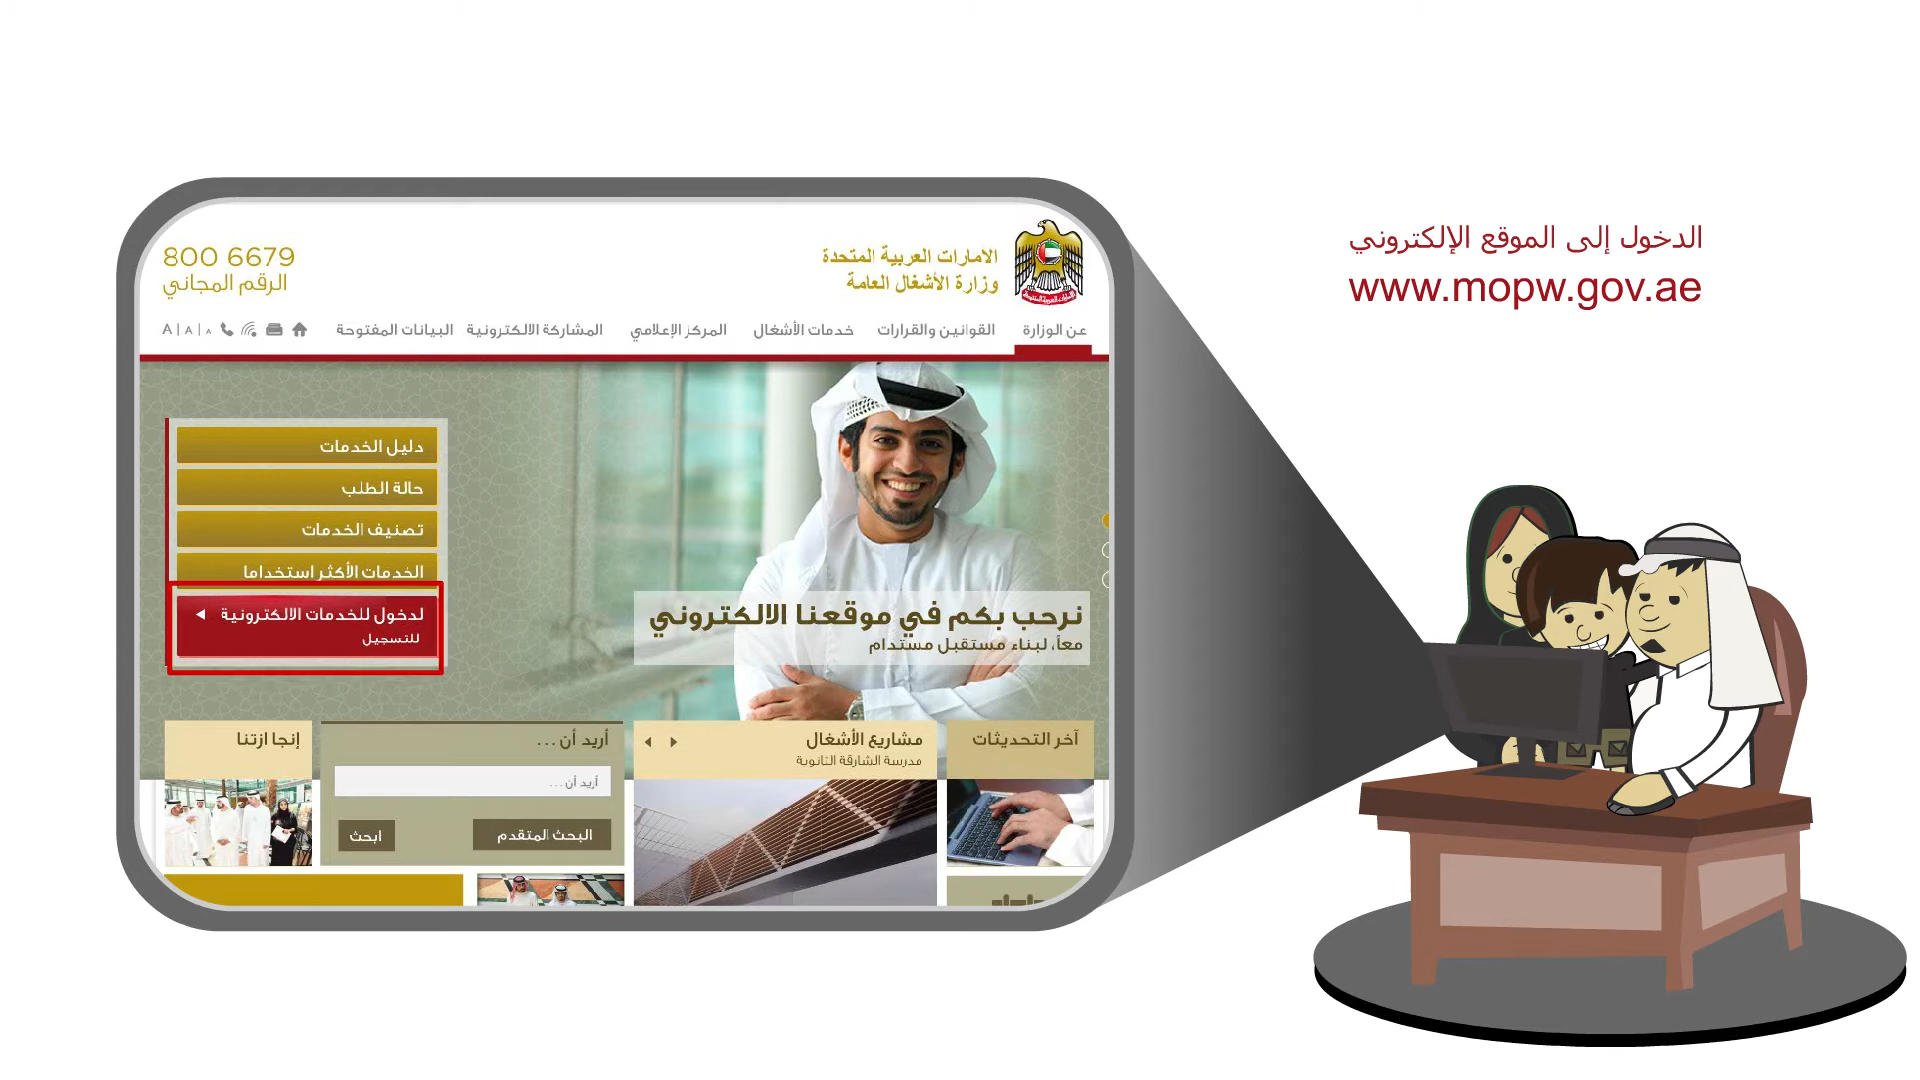 الدخول إلى الموقع الإلكتروني
www.mopw.gov.ae
الامارات العربية المتحدة
وزارة الأشغال العامة
800 6679
الرقم المجاني
عن الوزارة
القوانين والقرارات
خدمات الأشغال
المركز الإعلامي
المشاركة الالكترونية
البيانات المفتوحة
A | A | A
دليل الخدمات
حالة الطلب
تصنيف الخدمات
الخدمات الأكثر استخداما
لدخول للخدمات الالكترونية
للتسجيل
نرحب بكم في موقعنا الالكتروني
معاً، لبناء مستقبل مستدام
آخر التحديثات
مشاريع الأشغال
مدرسة الشارقة الثانوية
أريد أن ...
أريد أن ...
البحث المتقدم
ابحث
إنجا ازتنا